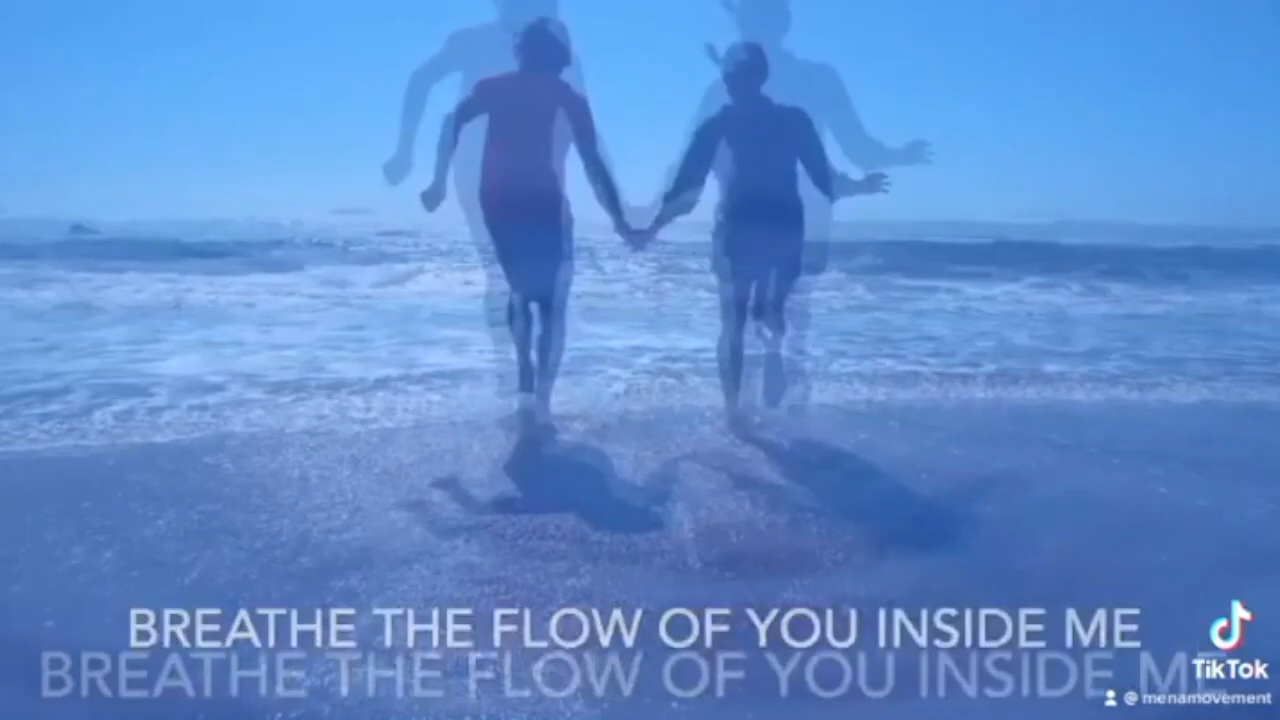 BREATHE THE FLOW OF YOU INSIDE ME
BREATHE THE FLOW OF YOU INSIDE ME
TikTok
@menamovement